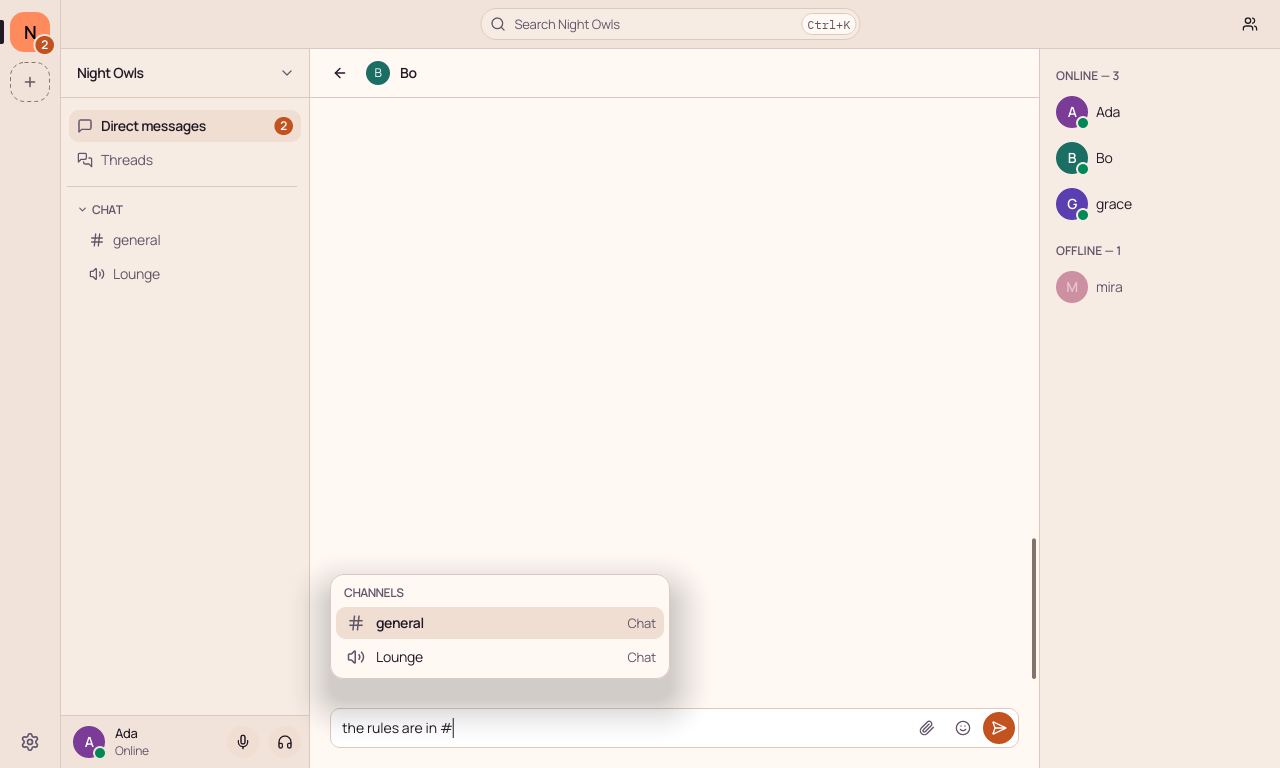 N
2
Search Night Owls
Ctrl+K
Night Owls
Direct messages
2
Threads
CHAT
general
Lounge
A
Ada
Online
B
Bo
CHANNELS
general
Chat
Lounge
Chat
the rules are in #
ONLINE — 3
A
Ada
B
Bo
G
grace
OFFLINE — 1
M
mira